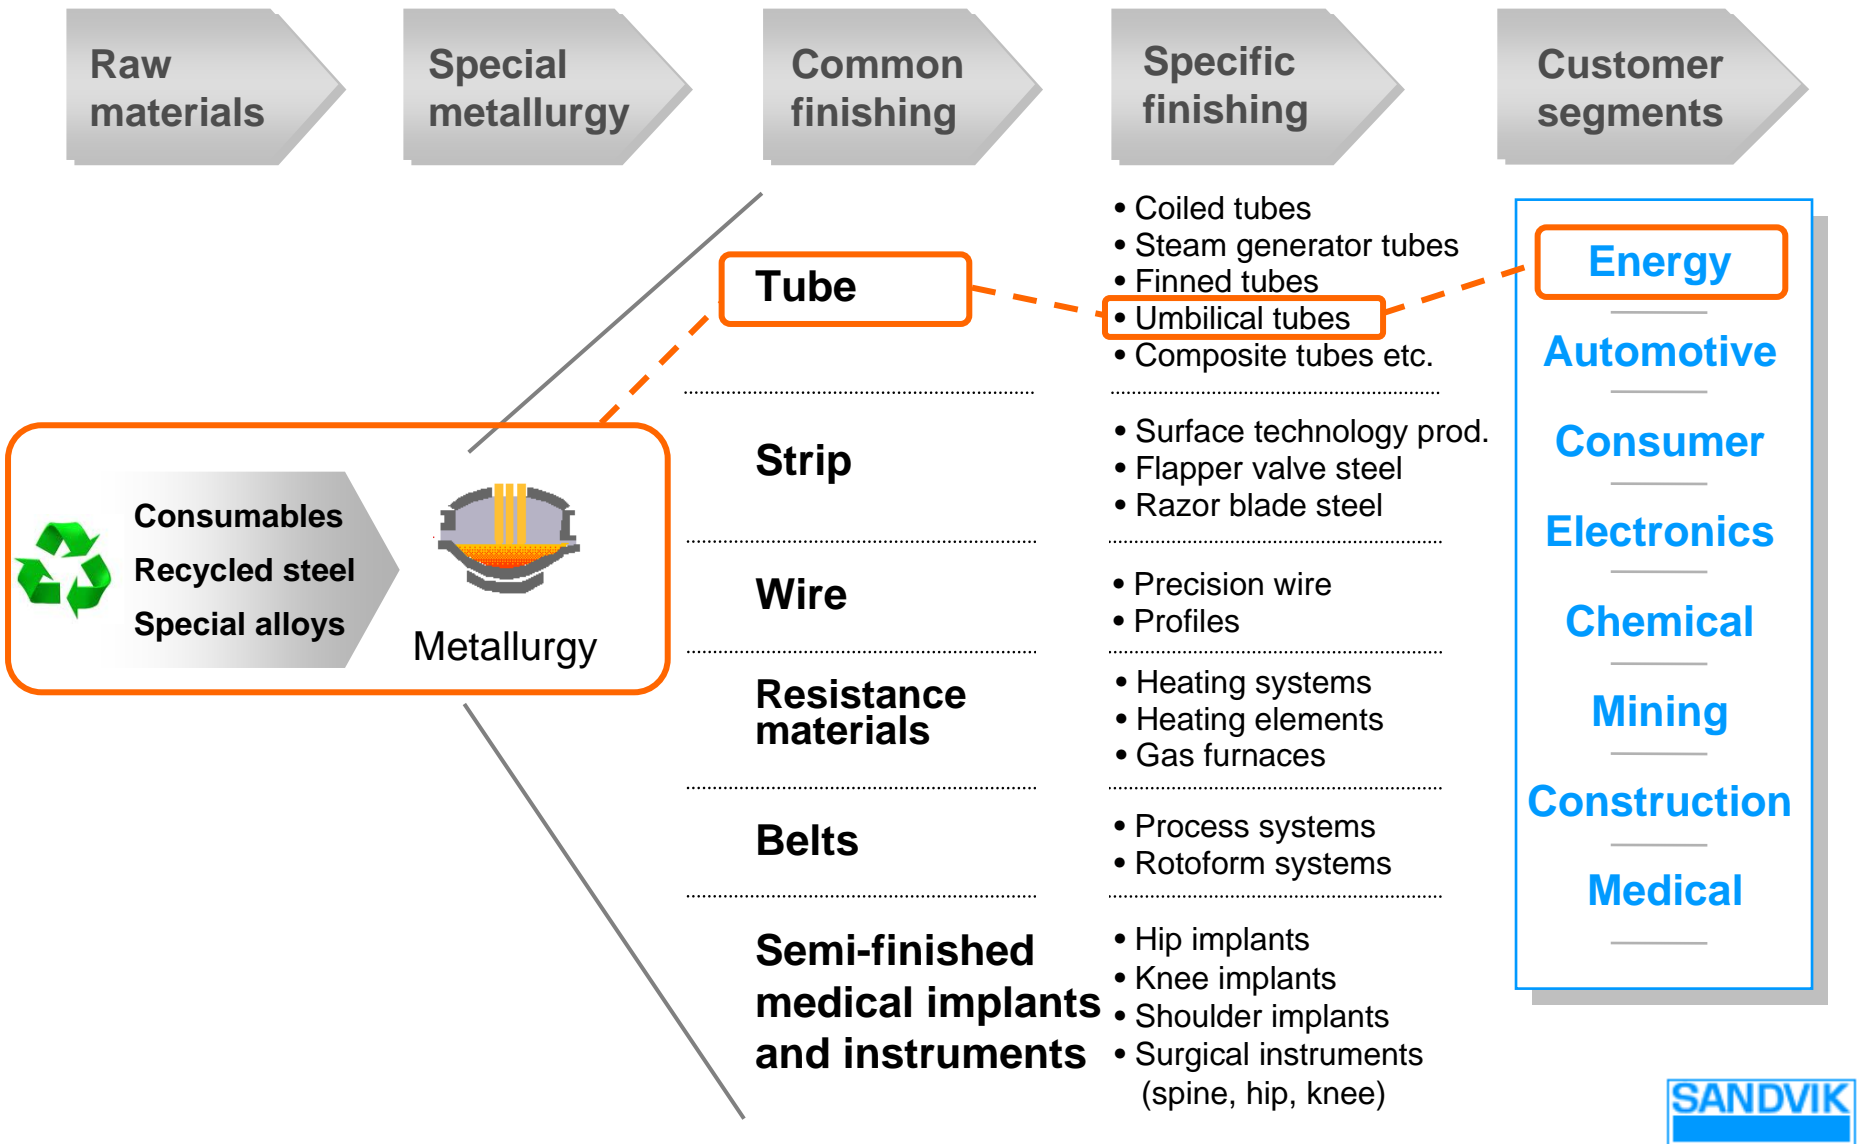 Raw
materials
Special
metallurgy
Common
finishing
Specific
finishing
Customer
segments
Consumables
Recycled steel
Special alloys
Metallurgy
Tube
• Coiled tubes
• Steam generator tubes
• Finned tubes
• Umbilical tubes
• Composite tubes etc.
Strip
• Surface technology prod.
• Flapper valve steel
• Razor blade steel
Wire
• Precision wire
• Profiles
Resistance
materials
• Heating systems
• Heating elements
• Gas furnaces
Belts
• Process systems
• Rotoform systems
Semi-finished
medical implants
and instruments
• Hip implants
• Knee implants
• Shoulder implants
• Surgical instruments
(spine, hip, knee)
Energy
Automotive
Consumer
Electronics
Chemical
Mining
Construction
Medical
SANDVIK